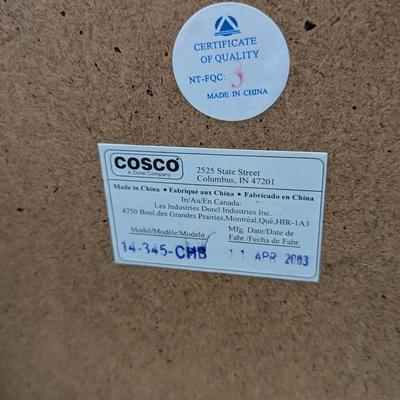 CERTIFICATE
OF QUALITY
NT-FQC: 3
MADE IN CHINA
COSCO
A Dorel Company
2525 State Street
Columbus, IN 47201
Made in China • Fabriqué aux China • Fabricado en China
In/Au/En Canada:
Les Industries Dorel Industries Inc.
4750 Boul.des Grandes Prairies,Montréal,Qué,HIR-1A3
Model/Modèle/Modelo
Mfg. Date/Date de
Fabr./Fecha de Fabr.
14-345-CHB
11 APR 2003